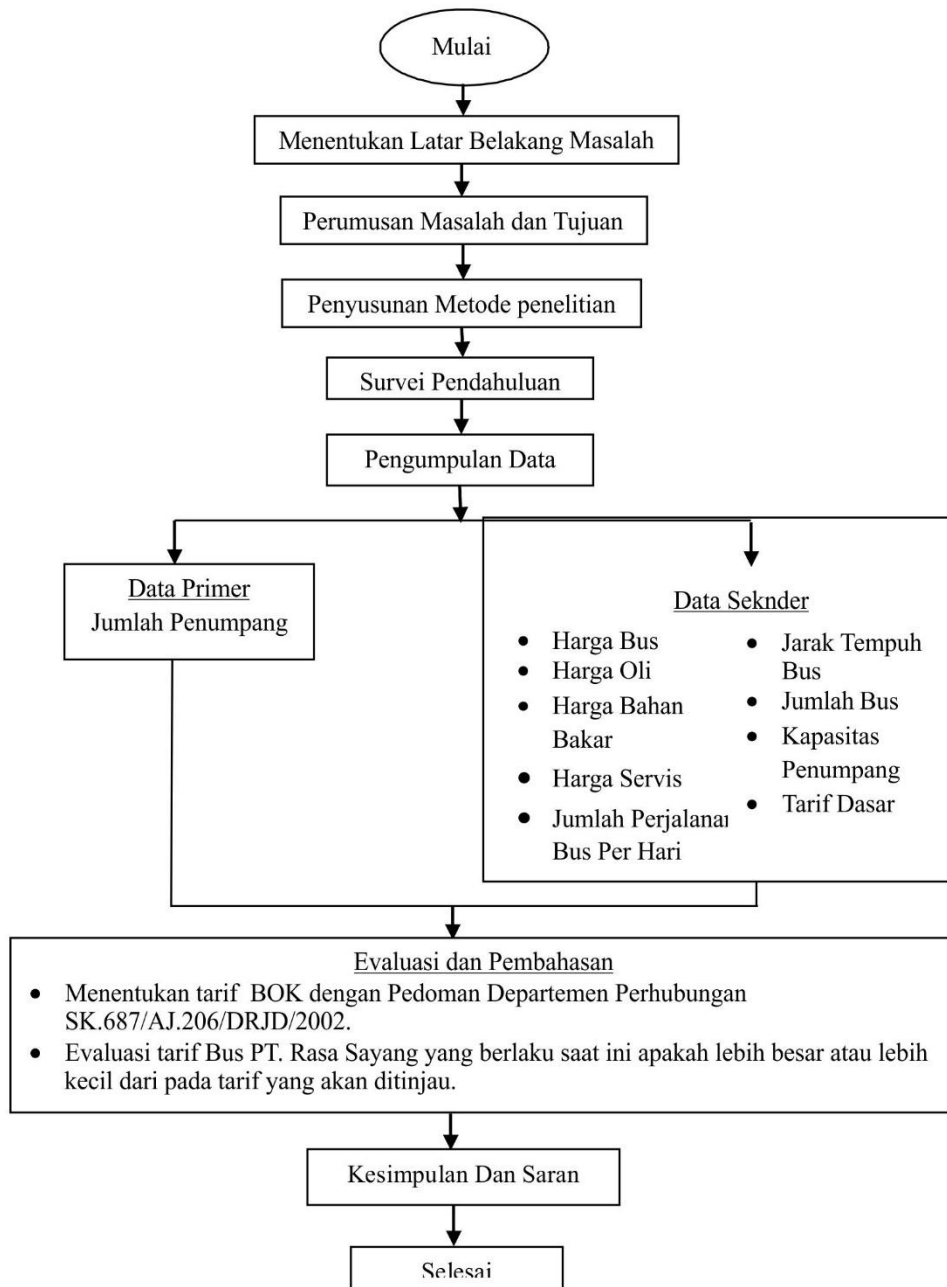 Mulai
Menentukan Latar Belakang Masalah
Perumusan Masalah dan Tujuan
Penyusunan Metode penelitian
Survei Pendahuluan
Pengumpulan Data
Data Primer
Jumlah Penumpang
Data Seknder
• Harga Bus
• Harga Oli
• Harga Bahan
Bakar
• Harga Servis
• Jumlah Perjalanan
Bus Per Hari
• Jarak Tempuh
Bus
• Jumlah Bus
• Kapasitas
Penumpang
• Tarif Dasar
Evaluasi dan Pembahasan
• Menentukan tarif BOK dengan Pedoman Departemen Perhubungan
SK.687/AJ.206/DRJD/2002.
• Evaluasi tarif Bus PT. Rasa Sayang yang berlaku saat ini apakah lebih besar atau lebih
kecil dari pada tarif yang akan ditinjau.
Kesimpulan Dan Saran
Selesai